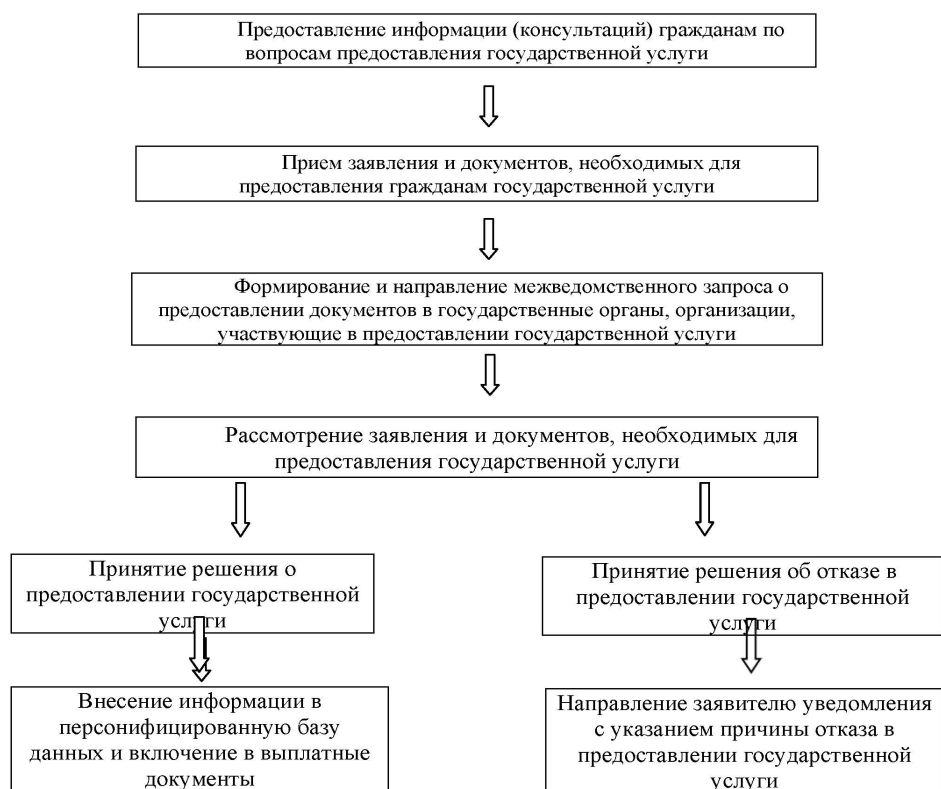 Предоставление информации (консультаций) гражданам по
вопросам предоставления государственной услуги
Прием заявления и документов, необходимых для
предоставления гражданам государственной услуги
Формирование и направление межведомственного запроса о
предоставлении документов в государственные органы, организации,
участвующие в предоставлении государственной услуги
Рассмотрение заявления и документов, необходимых для
предоставления государственной услуги
Принятие решения о
предоставлении государственной
услуги
Принятие решения об отказе в
предоставлении государственной
услуги
Внесение информации в
персонифицированную базу
данных и включение в выплатные
документы
Направление заявителю уведомления
с указанием причины отказа в
предоставлении государственной
услуги